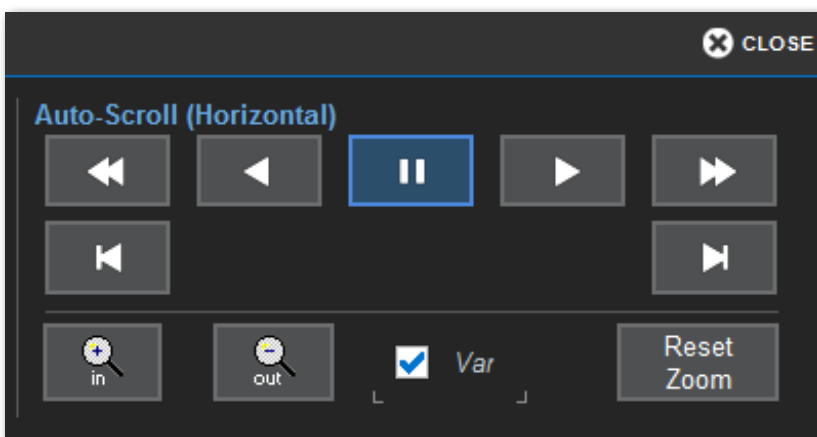 CLOSE
Auto-Scroll (Horizontal)
in
out
Var
Reset
Zoom